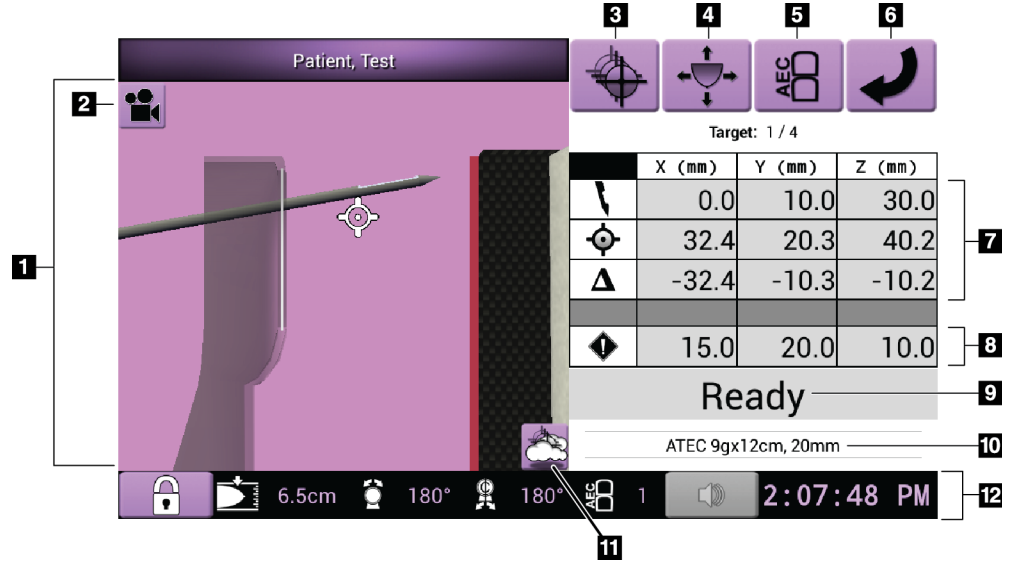 3 4 5 6
Patient, Test
AEC
1
2
Target: 1 / 4
X (mm) Y (mm) Z (mm)
0.0 10.0 30.0
32.4 20.3 40.2
7
Δ -32.4 -10.3 -10.2
! 15.0 20.0 10.0
8
Ready
9
ATEC 9gx12cm, 20mm
10
6.5cm 180° C 180° AEC 1 2:07:48 PM
12
11